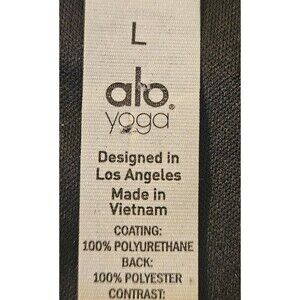 L
alo®
yoga
Designed in
Los Angeles
Made in
Vietnam
COATING:
100% POLYURETHANE
BACK:
100% POLYESTER
CONTRAST: